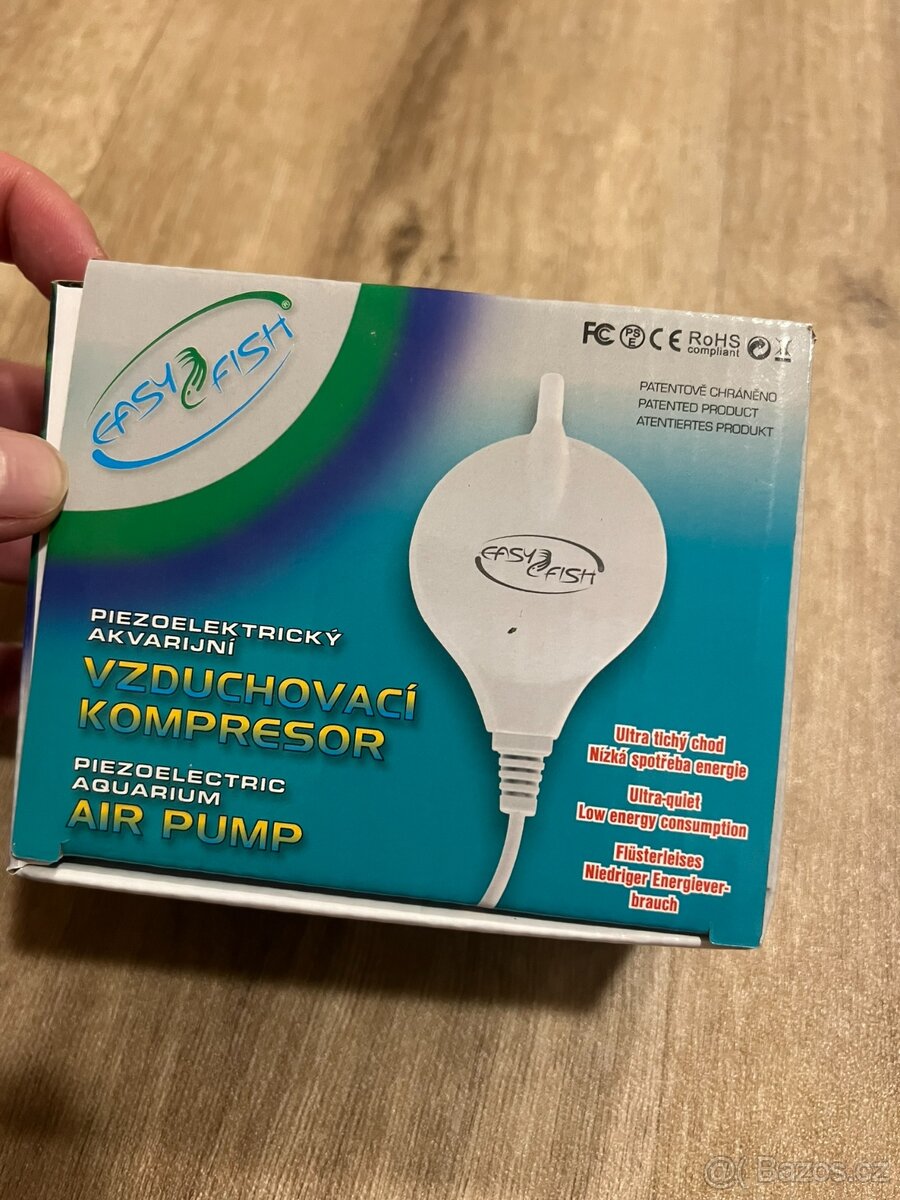 EASY FISH®
FC PSE CE RoHS
compliant
PATENTOVĚ CHRÁNĚNO
PATENTED PRODUCT
ATENTIERTES PRODUKT
EASY FISH
PIEZOELEKTRICKÝ
AKVARIJNÍ
VZDUCHOVACÍ
KOMPRESOR
PIEZOELECTRIC
AQUARIUM
AIR PUMP
Ultra tichý chod
Nízká spotřeba energie
Ultra-quiet
Low energy consumption
Flüsterleises
Niedriger Energiever-
brauch
Bazos.cz